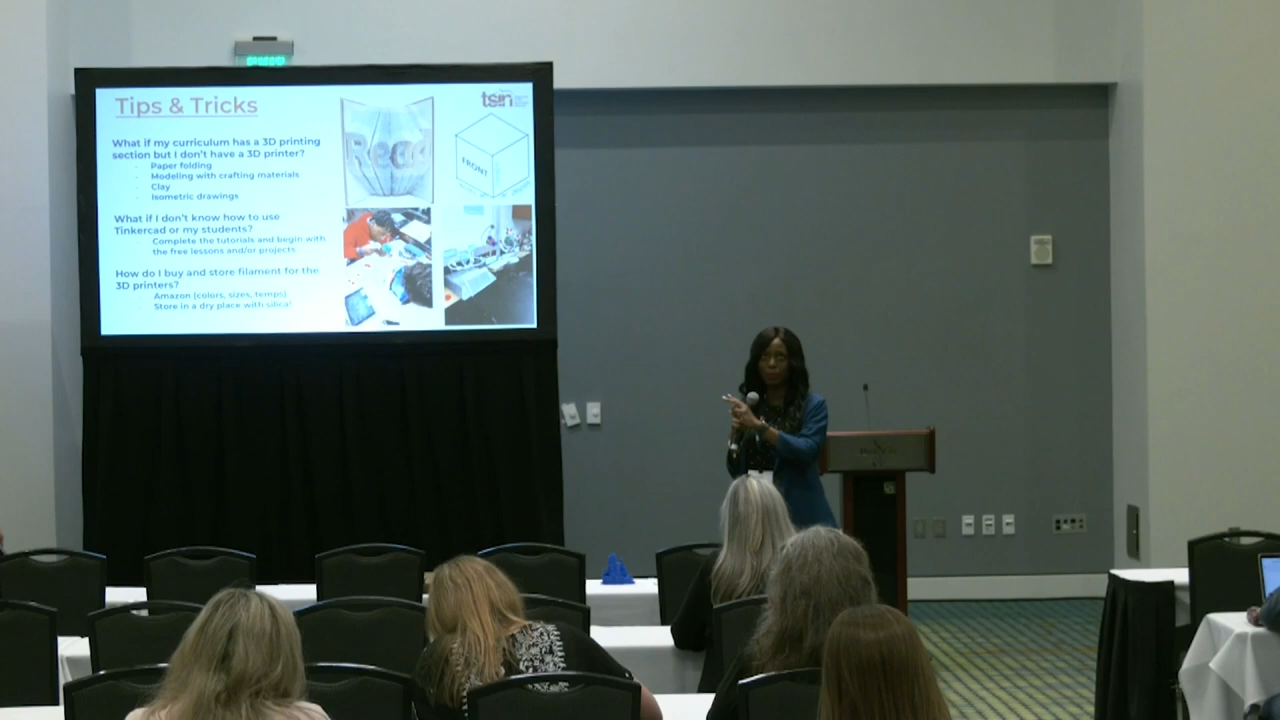 Tips & Tricks
tsin
What if my curriculum has a 3D printing
section but I don't have a 3D printer?
Paper folding
Modeling with crafting materials
Clay
Isometric drawings
What if I don't know how to use
Tinkercad or my students?
Complete the tutorials and begin with
the free lessons and/or projects
How do I buy and store filament for the
3D printers?
Amazon (colors, sizes, temps)
Store in a dry place with silica!
Read
FRONT